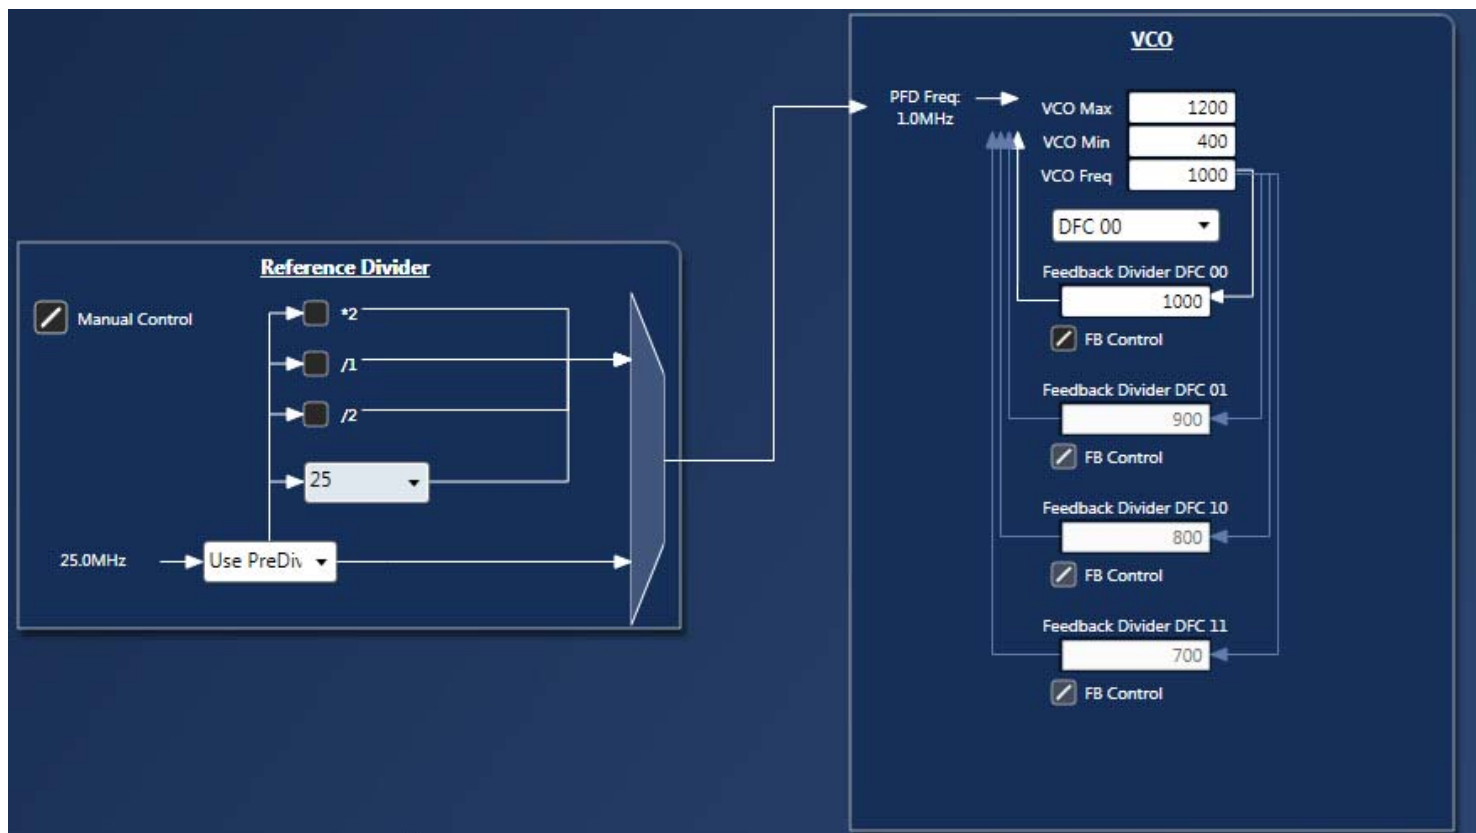 VCO
PFD Freq:
1.0MHz
VCO Max 1200
VCO Min 400
VCO Freq 1000
DFC 00
Feedback Divider DFC 00
1000
FB Control
Feedback Divider DFC 01
900
FB Control
Feedback Divider DFC 10
800
FB Control
Feedback Divider DFC 11
700
FB Control
Reference Divider
Manual Control
*2
/1
/2
25
25.0MHz
Use PreDiv